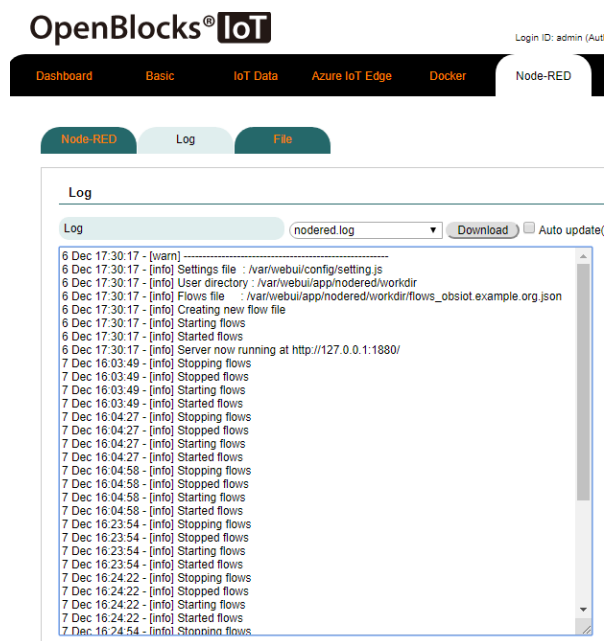 OpenBlocks® IoT
Login ID: admin (Aut
Dashboard Basic IoT Data Azure IoT Edge Docker Node-RED
Node-RED Log File
Log
Log nodered.log Download Auto update(
6 Dec 17:30:17 - [warn] ------------------------------------------------------
6 Dec 17:30:17 - [info] Settings file : /var/webui/config/setting.js
6 Dec 17:30:17 - [info] User directory : /var/webui/app/nodered/workdir
6 Dec 17:30:17 - [info] Flows file : /var/webui/app/nodered/workdir/flows_obsiot.example.org.json
6 Dec 17:30:17 - [info] Creating new flow file
6 Dec 17:30:17 - [info] Starting flows
6 Dec 17:30:17 - [info] Started flows
6 Dec 17:30:17 - [info] Server now running at http://127.0.0.1:1880/
7 Dec 16:03:49 - [info] Stopping flows
7 Dec 16:03:49 - [info] Stopped flows
7 Dec 16:03:49 - [info] Starting flows
7 Dec 16:03:49 - [info] Started flows
7 Dec 16:04:27 - [info] Stopping flows
7 Dec 16:04:27 - [info] Stopped flows
7 Dec 16:04:27 - [info] Starting flows
7 Dec 16:04:27 - [info] Started flows
7 Dec 16:04:58 - [info] Stopping flows
7 Dec 16:04:58 - [info] Stopped flows
7 Dec 16:04:58 - [info] Starting flows
7 Dec 16:04:58 - [info] Started flows
7 Dec 16:23:54 - [info] Stopping flows
7 Dec 16:23:54 - [info] Stopped flows
7 Dec 16:23:54 - [info] Starting flows
7 Dec 16:23:54 - [info] Started flows
7 Dec 16:24:22 - [info] Stopping flows
7 Dec 16:24:22 - [info] Stopped flows
7 Dec 16:24:22 - [info] Starting flows
7 Dec 16:24:22 - [info] Started flows
7 Dec 16:24:54 - [info] Stopping flows